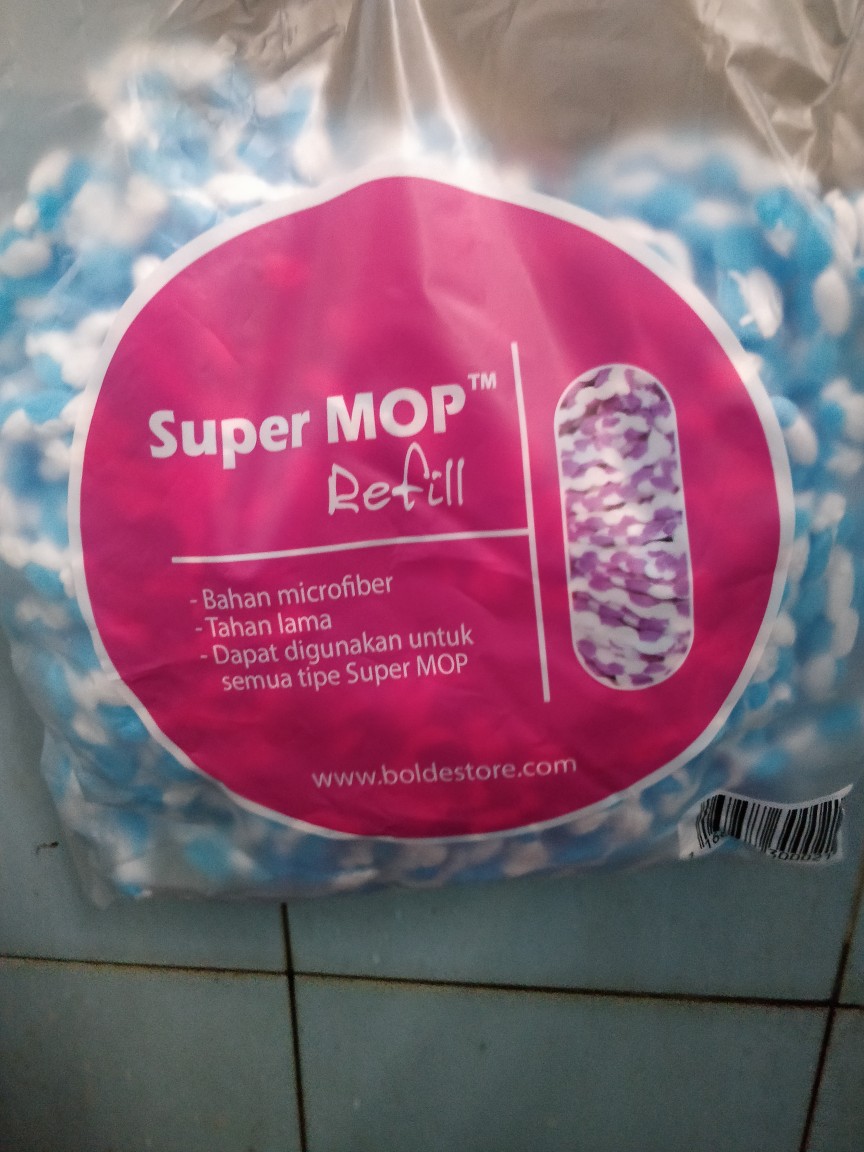 Super MOP™
Refill
- Bahan microfiber
- Tahan lama
- Dapat digunakan untuk
semua tipe Super MOP
www.boldestore.com